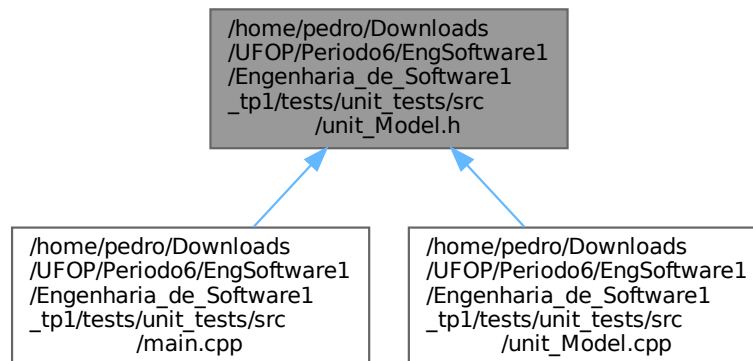 /home/pedro/Downloads
/UFOP/Periodo6/EngSoftware1
/Engenharia_de_Software1
_tp1/tests/unit_tests/src
/unit_Model.h
/home/pedro/Downloads
/UFOP/Periodo6/EngSoftware1
/Engenharia_de_Software1
_tp1/tests/unit_tests/src
/main.cpp
/home/pedro/Downloads
/UFOP/Periodo6/EngSoftware1
/Engenharia_de_Software1
_tp1/tests/unit_tests/src
/unit_Model.cpp